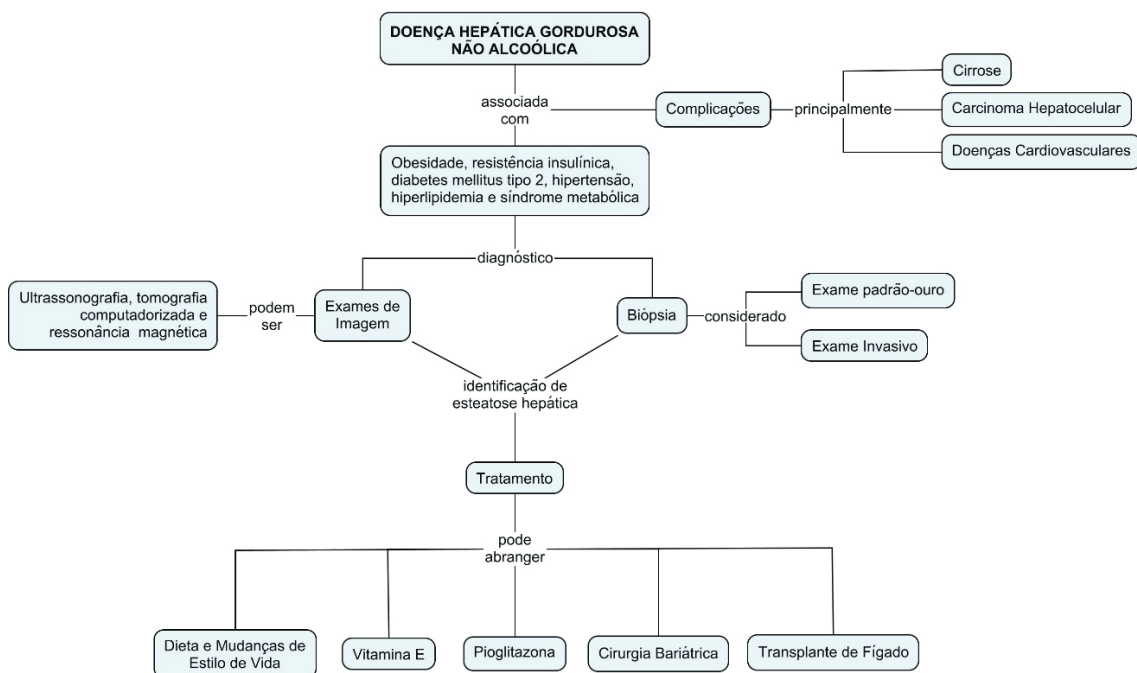 DOENÇA HEPÁTICA GORDUROSA
NÃO ALCOÓLICA
associada
com
Complicações
principalmente
Cirrose
Carcinoma Hepatocelular
Doenças Cardiovasculares
Obesidade, resistência insulínica,
diabetes mellitus tipo 2, hipertensão,
hiperlipidemia e síndrome metabólica
diagnóstico
Ultrassonografia, tomografia
computadorizada e
ressonância magnética
podem
ser
Exames de
Imagem
Biópsia
considerado
Exame padrão-ouro
Exame Invasivo
identificação de
esteatose hepática
Tratamento
pode
abranger
Dieta e Mudanças de
Estilo de Vida
Vitamina E
Pioglitazona
Cirurgia Bariátrica
Transplante de Fígado